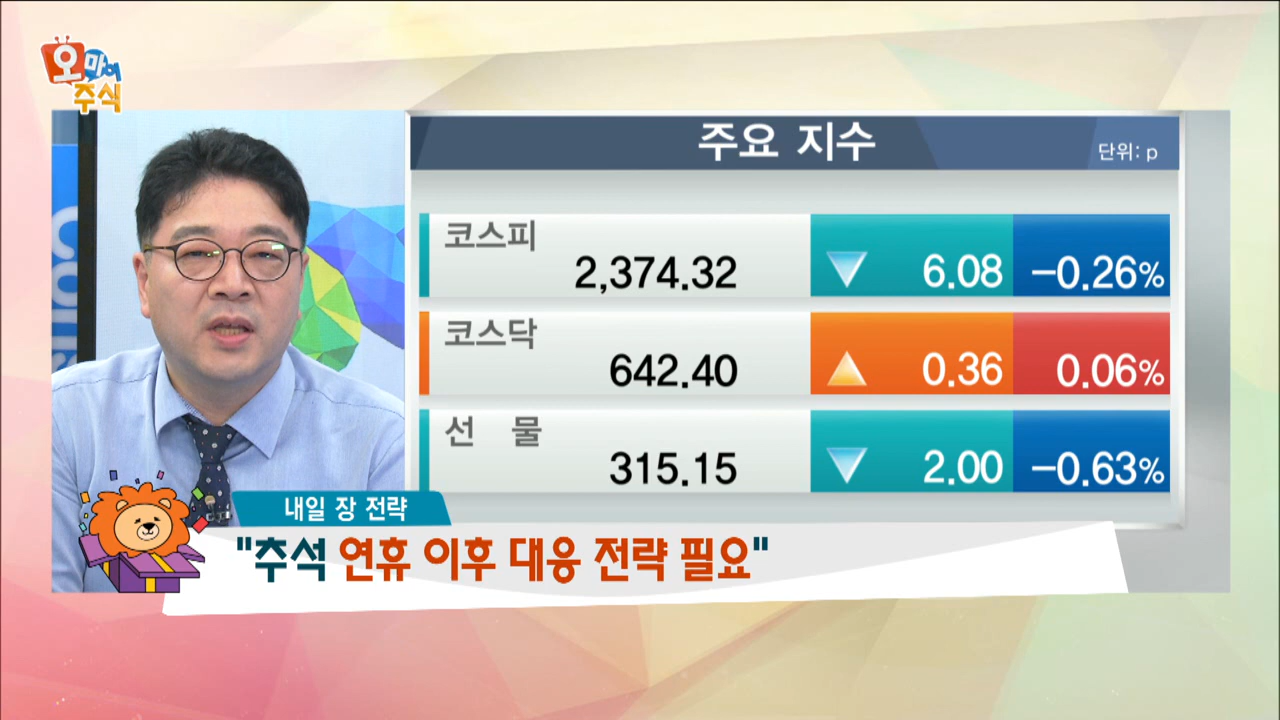 오마이
주식
주요 지수
단위: p
코스피
2,374.32 ▽ 6.08 -0.26%
코스닥
642.40 △ 0.36 0.06%
선 물
315.15 ▽ 2.00 -0.63%
내일 장 전략
"추석 연휴 이후 대응 전략 필요"